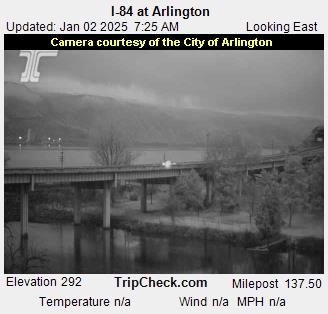 I-84 at Arlington
Updated: Jan 02 2025 7:25 AM Looking East
Camera courtesy of the City of Arlington
Elevation 292 TripCheck.com Milepost 137.50
Temperature n/a Wind n/a MPH n/a